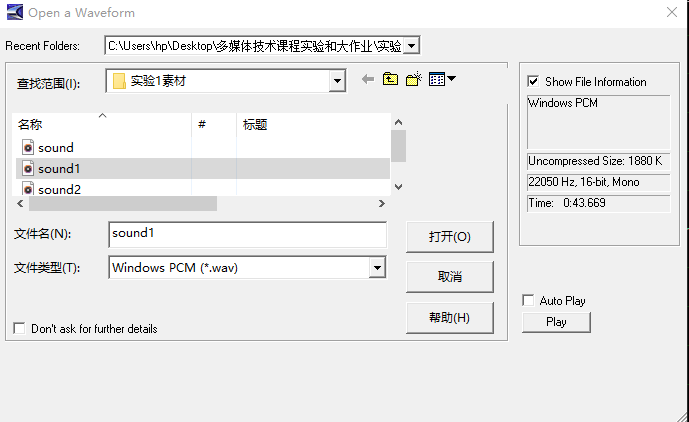 Open a Waveform
Recent Folders:
C:\Users\hp\Desktop\多媒体技术课程实验和大作业\实验
查找范围(I):
实验1素材
名称 # 标题
sound
sound1
sound2
文件名(N):
sound1
文件类型(T):
Windows PCM (*.wav)
打开(O)
取消
帮助(H)
Don't ask for further details
Show File Information
Windows PCM
Uncompressed Size: 1880 K
22050 Hz, 16-bit, Mono
Time: 0:43.669
Auto Play
Play